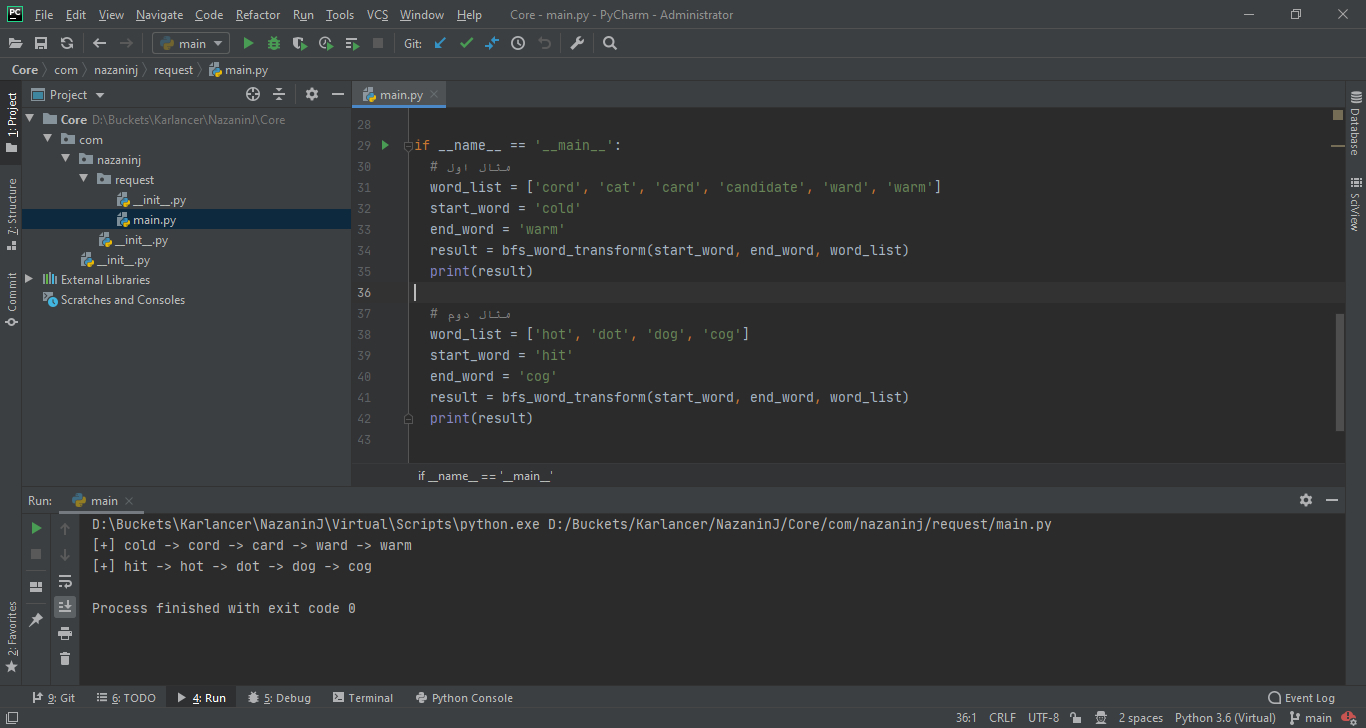 File Edit View Navigate Code Refactor Run Tools VCS Window Help Core - main.py - PyCharm - Administrator
main Git:
Core com nazaninj request main.py
Project
main.py
1: Project
7: Structure
Commit
2: Favorites
Core D:\Buckets\Karlancer\NazaninJ\Core
com
nazaninj
request
__init__.py
main.py
__init__.py
__init__.py
External Libraries
Scratches and Consoles
28
29 if __name__ == '__main__':
30 # مثال اول
31 word_list = ['cord', 'cat', 'card', 'candidate', 'ward', 'warm']
32 start_word = 'cold'
33 end_word = 'warm'
34 result = bfs_word_transform(start_word, end_word, word_list)
35 print(result)
36
37 # مثال دوم
38 word_list = ['hot', 'dot', 'dog', 'cog']
39 start_word = 'hit'
40 end_word = 'cog'
41 result = bfs_word_transform(start_word, end_word, word_list)
42 print(result)
43
if __name__ == '__main__'
Database
SciView
Run: main
D:\Buckets\Karlancer\NazaninJ\Virtual\Scripts\python.exe D:/Buckets/Karlancer/NazaninJ/Core/com/nazaninj/request/main.py
[+] cold -> cord -> card -> ward -> warm
[+] hit -> hot -> dot -> dog -> cog
Process finished with exit code 0
9: Git 6: TODO 4: Run 5: Debug Terminal Python Console Event Log
36:1 CRLF UTF-8 2 spaces Python 3.6 (Virtual) main